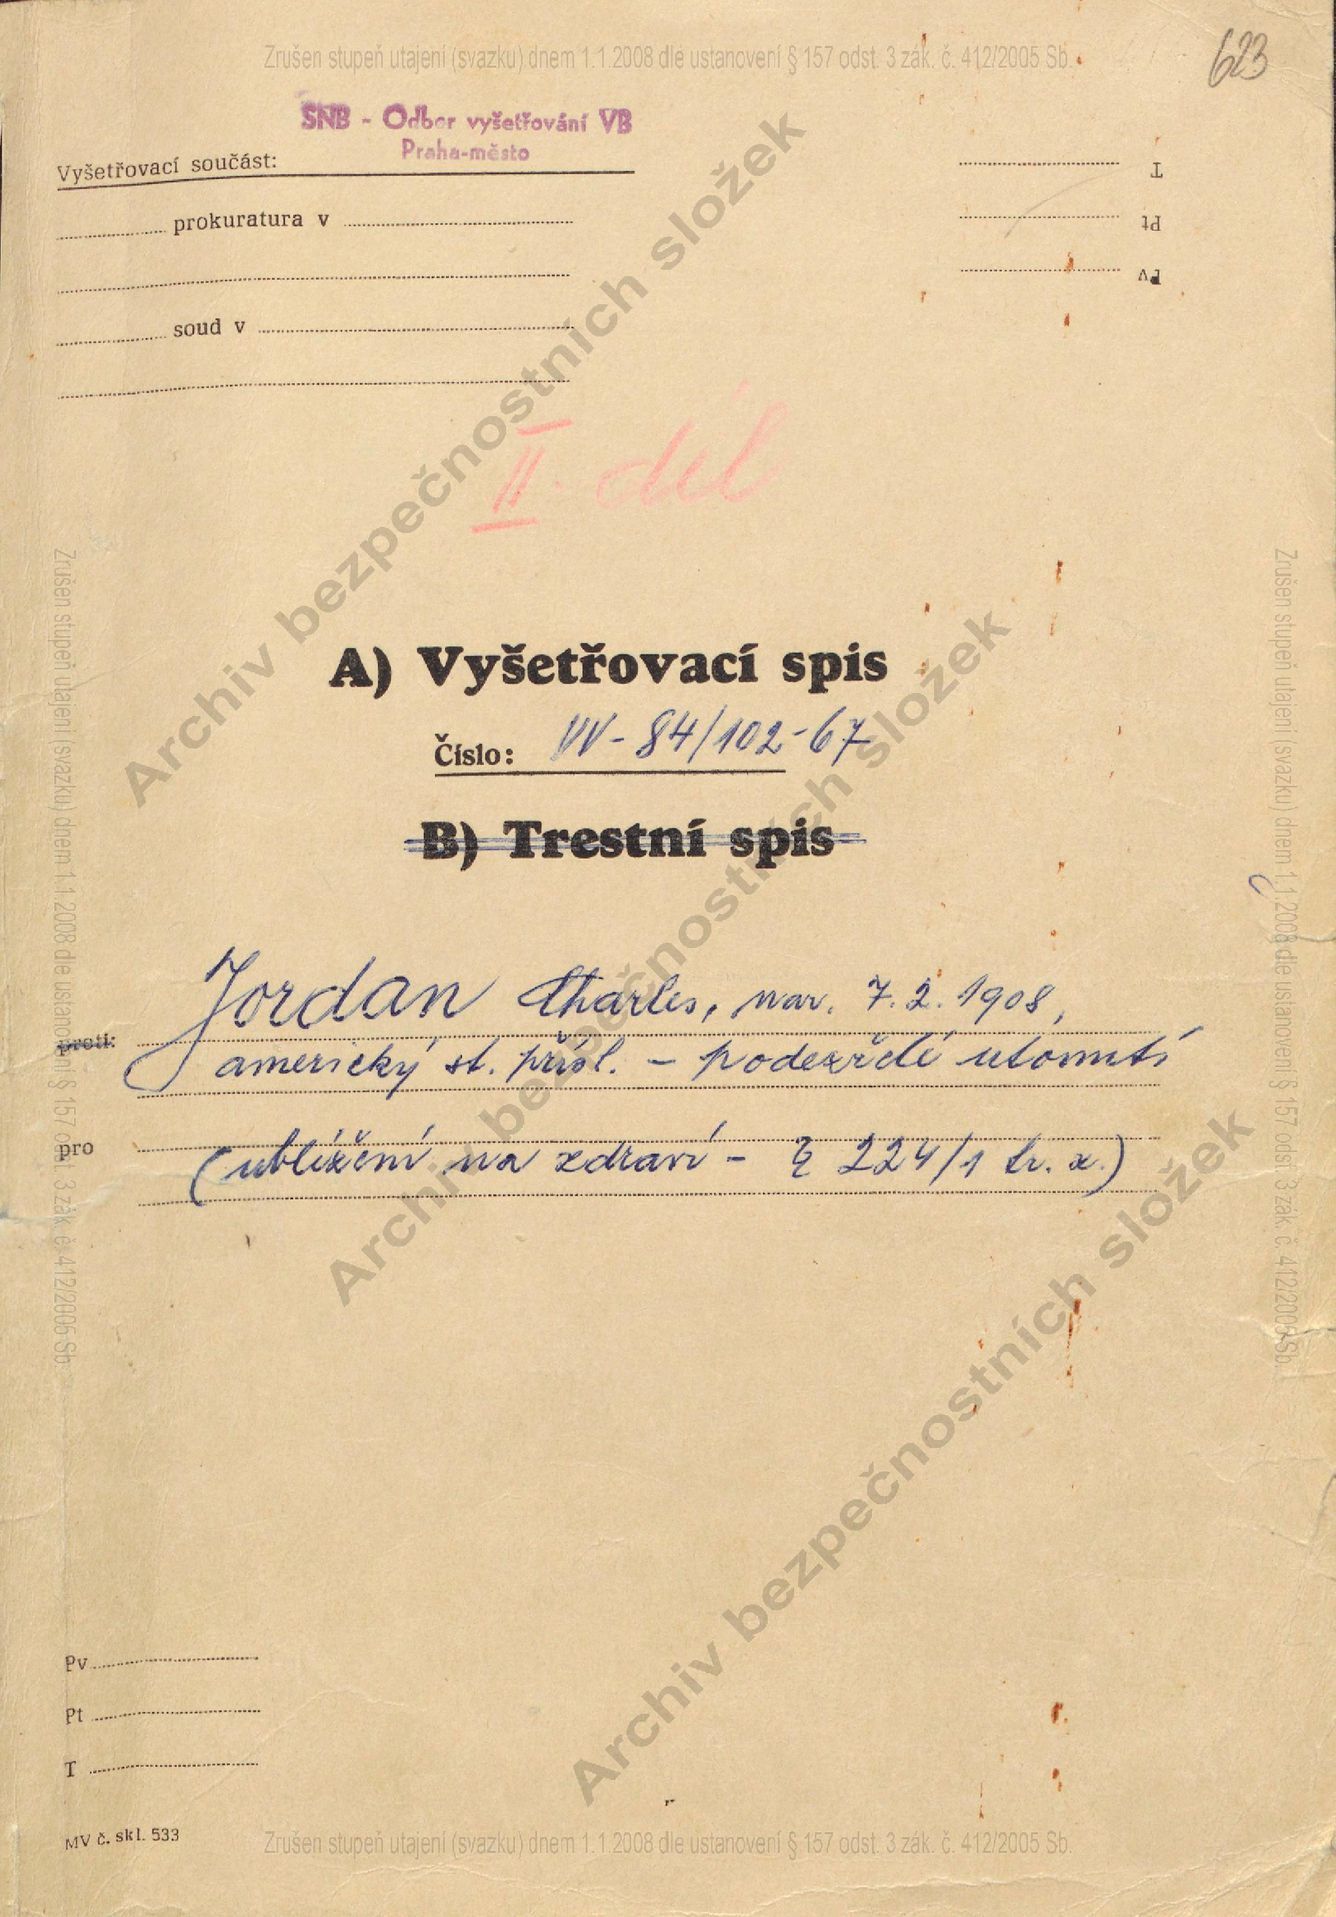 Zrušen stupeň utajení (svazku) dnem 1.1.2008 dle ustanovení § 157 odst. 3 zák. č. 412/2005 Sb.
623
SNB - Odbor vyšetřování VB
Praha-město
Vyšetřovací součást:
prokuratura v
soud v
T
Pt
Pv
II. díl
A) Vyšetřovací spis
Číslo: VV-84/102-67
B) Trestní spis
Jordan Charles, nar. 7.2.1908,
proti:
americký st. přísl. - podezření utonutí
pro
(ublížení na zdraví - § 224/1 tr. z.)
Pv
Pt
T
MV č. skl. 533
Zrušen stupeň utajení (svazku) dnem 1.1.2008 dle ustanovení § 157 odst. 3 zák. č. 412/2005 Sb.
Zrušen stupeň utajení (svazku) dnem 1.1.2008 dle ustanovení § 157 odst. 3 zák. č. 412/2005 Sb.
Zrušen stupeň utajení (svazku) dnem 1.1.2008 dle ustanovení § 157 odst. 3 zák. č. 412/2005 Sb.
Archiv bezpečnostních složek
Archiv bezpečnostních složek
Archiv bezpečnostních složek